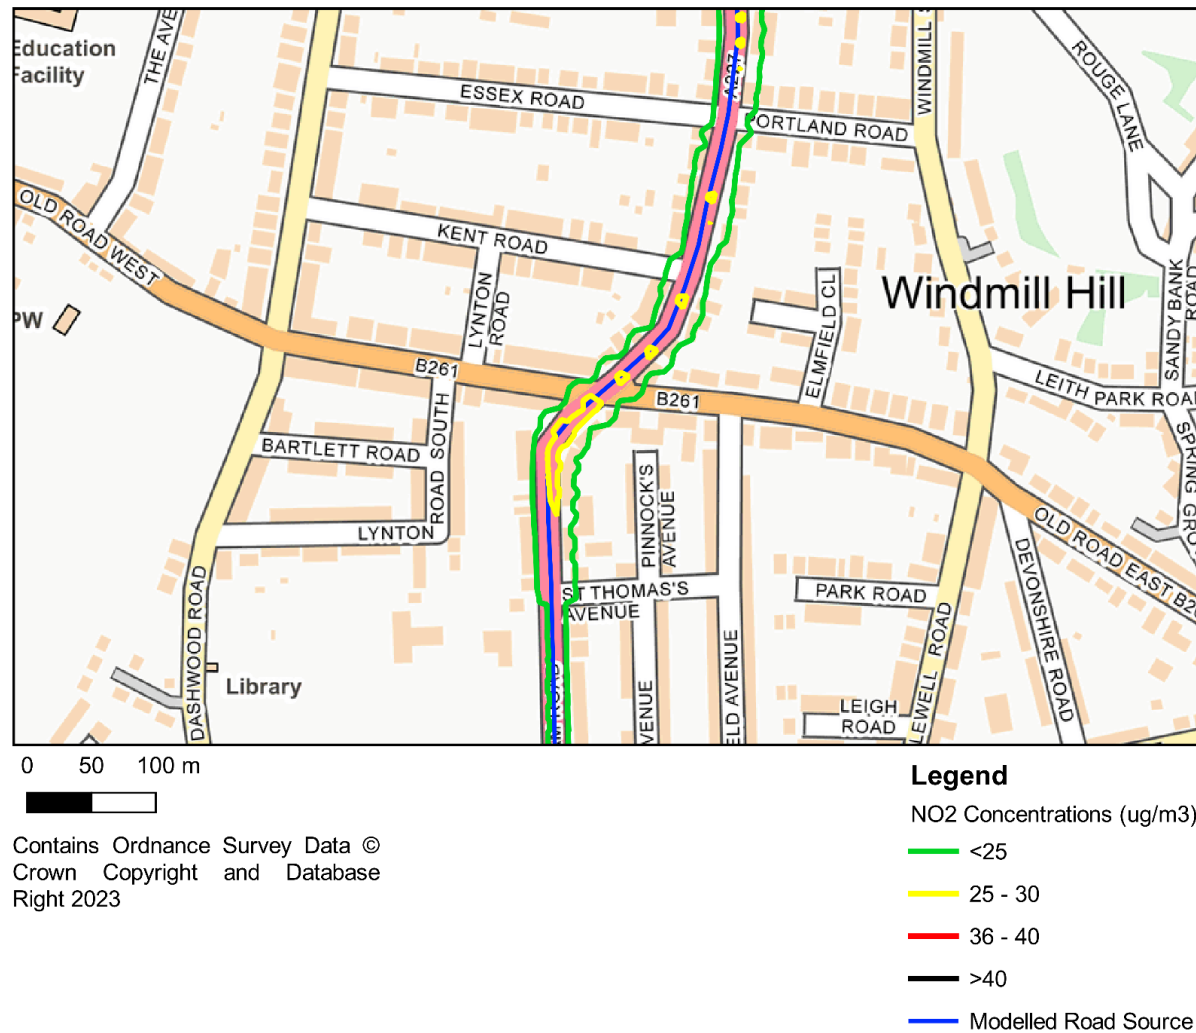 Education
Facility
THE AVE
A227
WINDMILL S
ROUGE LANE
ESSEX ROAD
PORTLAND ROAD
OLD ROAD WEST
KENT ROAD
LYNTON
ROAD
Windmill Hill
SANDY BANK
ROAD
PW
ELMFIELD CL
B261
B261
LEITH PARK ROAD
BARTLETT ROAD
LYNTON
ROAD SOUTH
PINNOCK'S
AVENUE
SPRING GRO
OLD ROAD EAST B26
ST THOMAS'S
AVENUE
PARK ROAD
DEVONSHIRE ROAD
DASHWOOD ROAD
Library
ROAD
AVENUE
ELD AVENUE
LEIGH
ROAD
LEWELL ROAD
0 50 100 m
Contains Ordnance Survey Data ©
Crown Copyright and Database
Right 2023
Legend
NO2 Concentrations (ug/m3)
<25
25 - 30
36 - 40
>40
Modelled Road Source